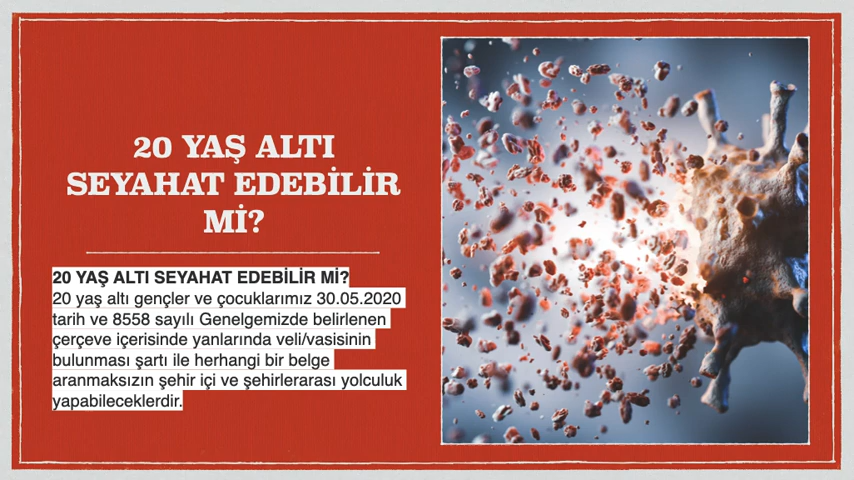 20 YAŞ ALTI
SEYAHAT EDEBİLİR
Mİ?
20 YAŞ ALTI SEYAHAT EDEBİLİR Mİ?
20 yaş altı gençler ve çocuklarımız 30.05.2020
tarih ve 8558 sayılı Genelgemizde belirlenen
çerçeve içerisinde yanlarında veli/vasisinin
bulunması şartı ile herhangi bir belge
aranmaksızın şehir içi ve şehirlerarası yolculuk
yapabileceklerdir.